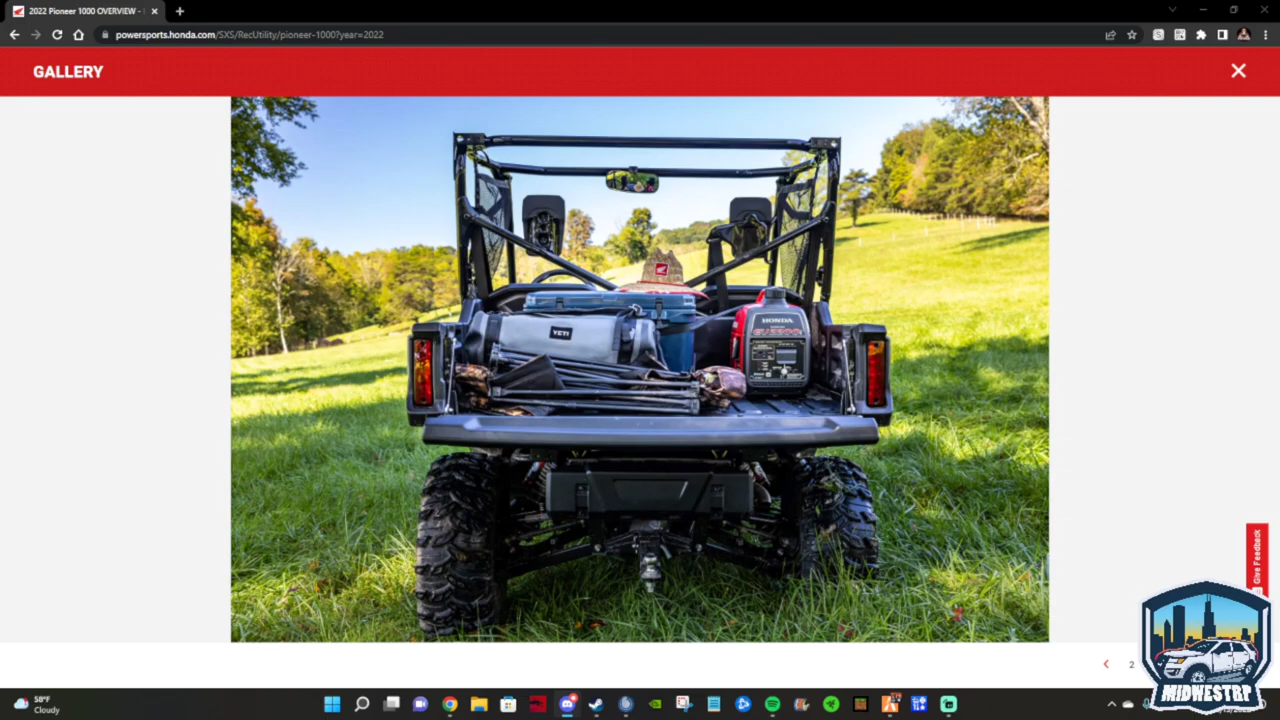 2022 Pioneer 1000 OVERVIEW -
powersports.honda.com/SXS/RecUtility/pioneer-1000?year=2022
GALLERY
YETI
HONDA
Give Feedback
2
58°F
Cloudy
MIDWESTRP